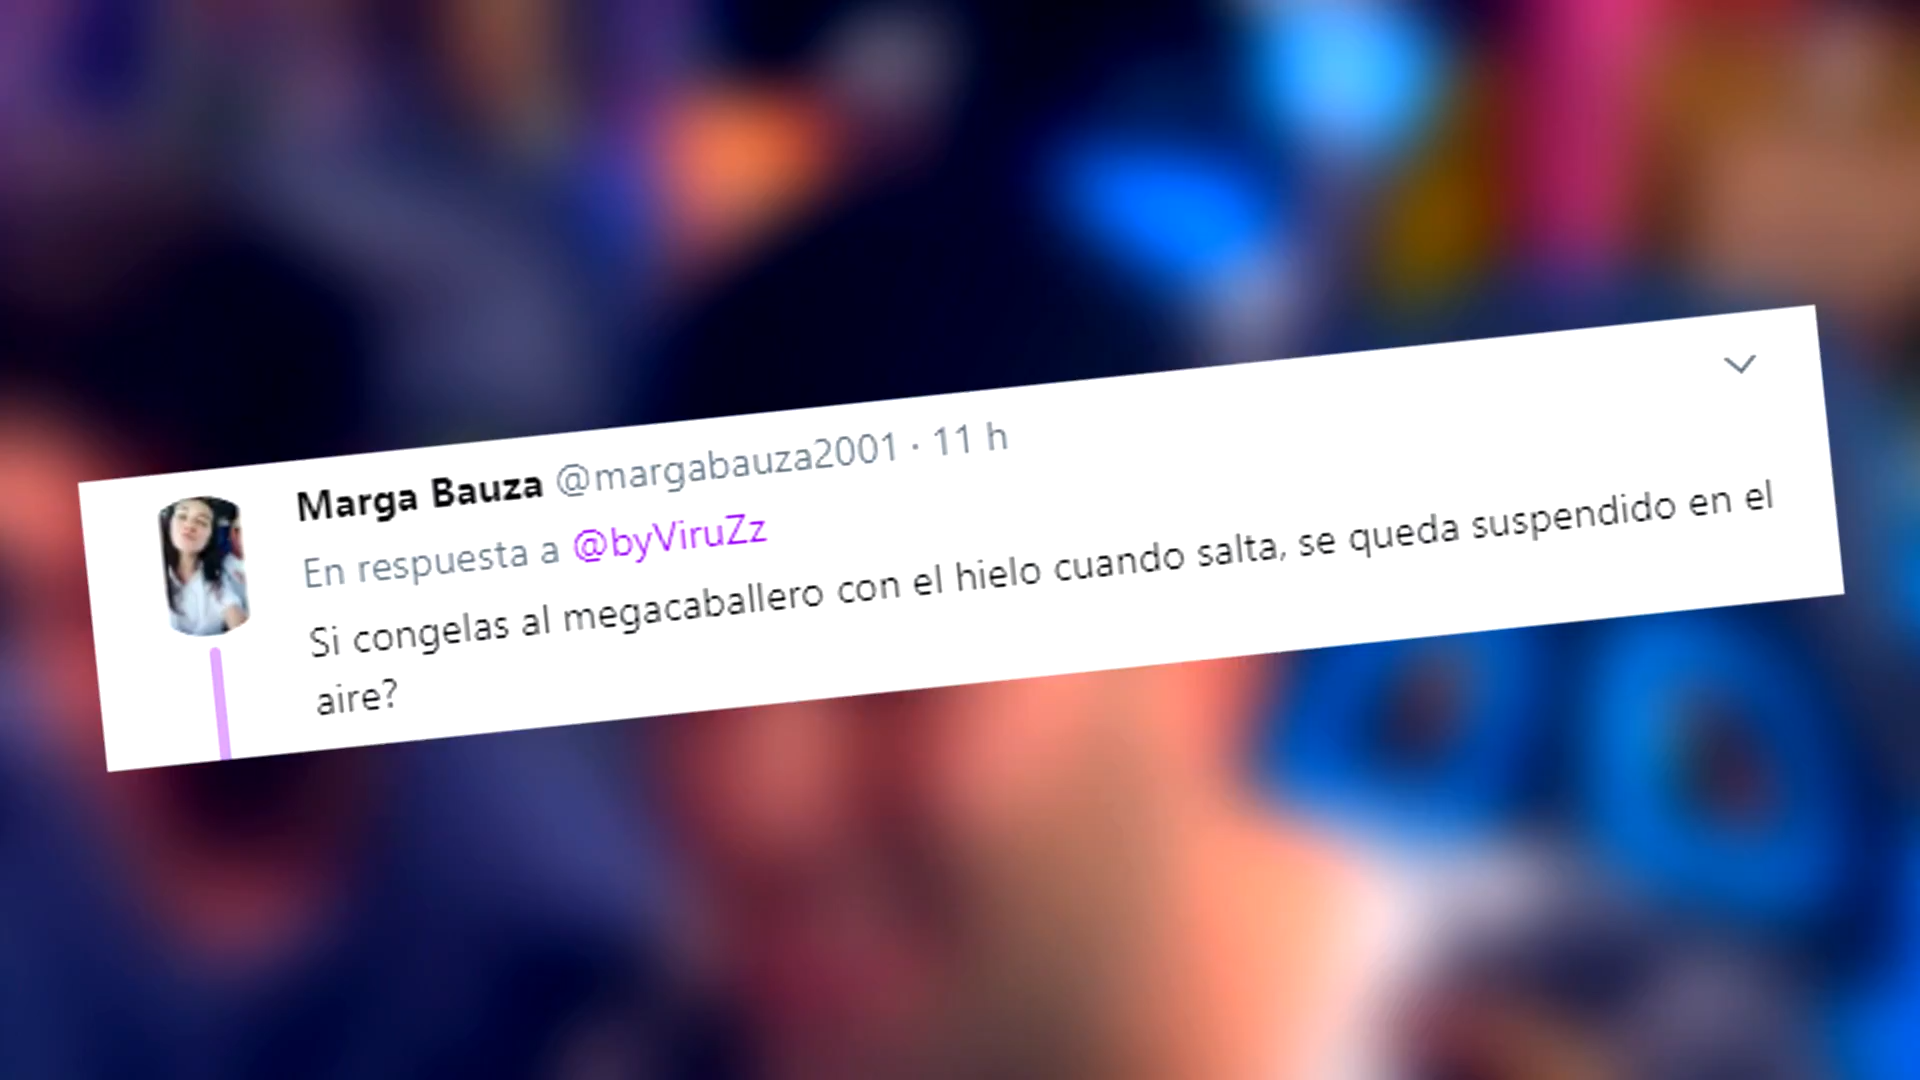 Marga Bauza @margabauza2001 · 11 h
En respuesta a @byViruZz
Si congelas al megacaballero con el hielo cuando salta, se queda suspendido en el
aire?